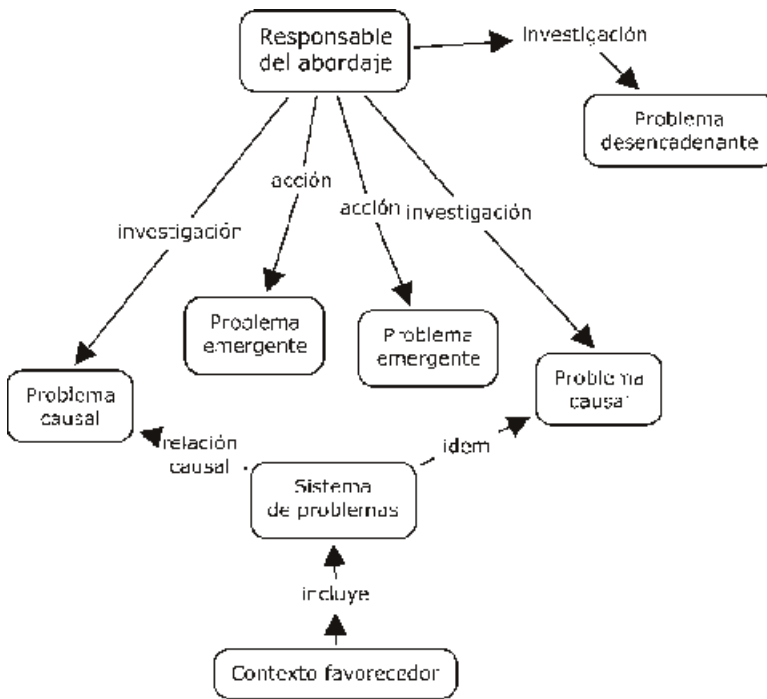 Responsable
del abordaje
investigación
Problema
desencadenante
acción
acción
investigación
investigación
Problema
emergente
Problema
emergente
Problema
causal
Problema
causal
relación
causal
idem
Sistema
de problemas
incluye
Contexto favorecedor